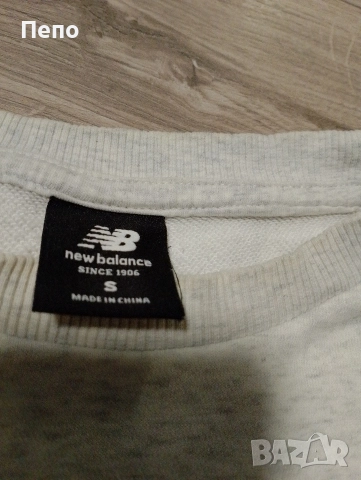 Пепо
NB
new balance
SINCE 1906
S
MADE IN CHINA
BAZAR